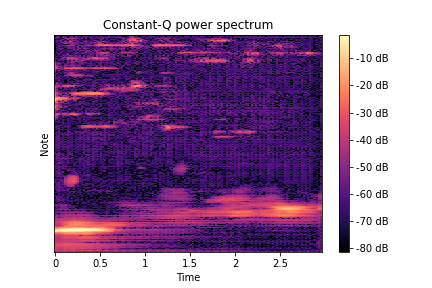 Constant-Q power spectrum
Note
-10 dB
-20 dB
-30 dB
-40 dB
-50 dB
-60 dB
-70 dB
-80 dB
0 0.5 1 1.5 2 2.5
Time